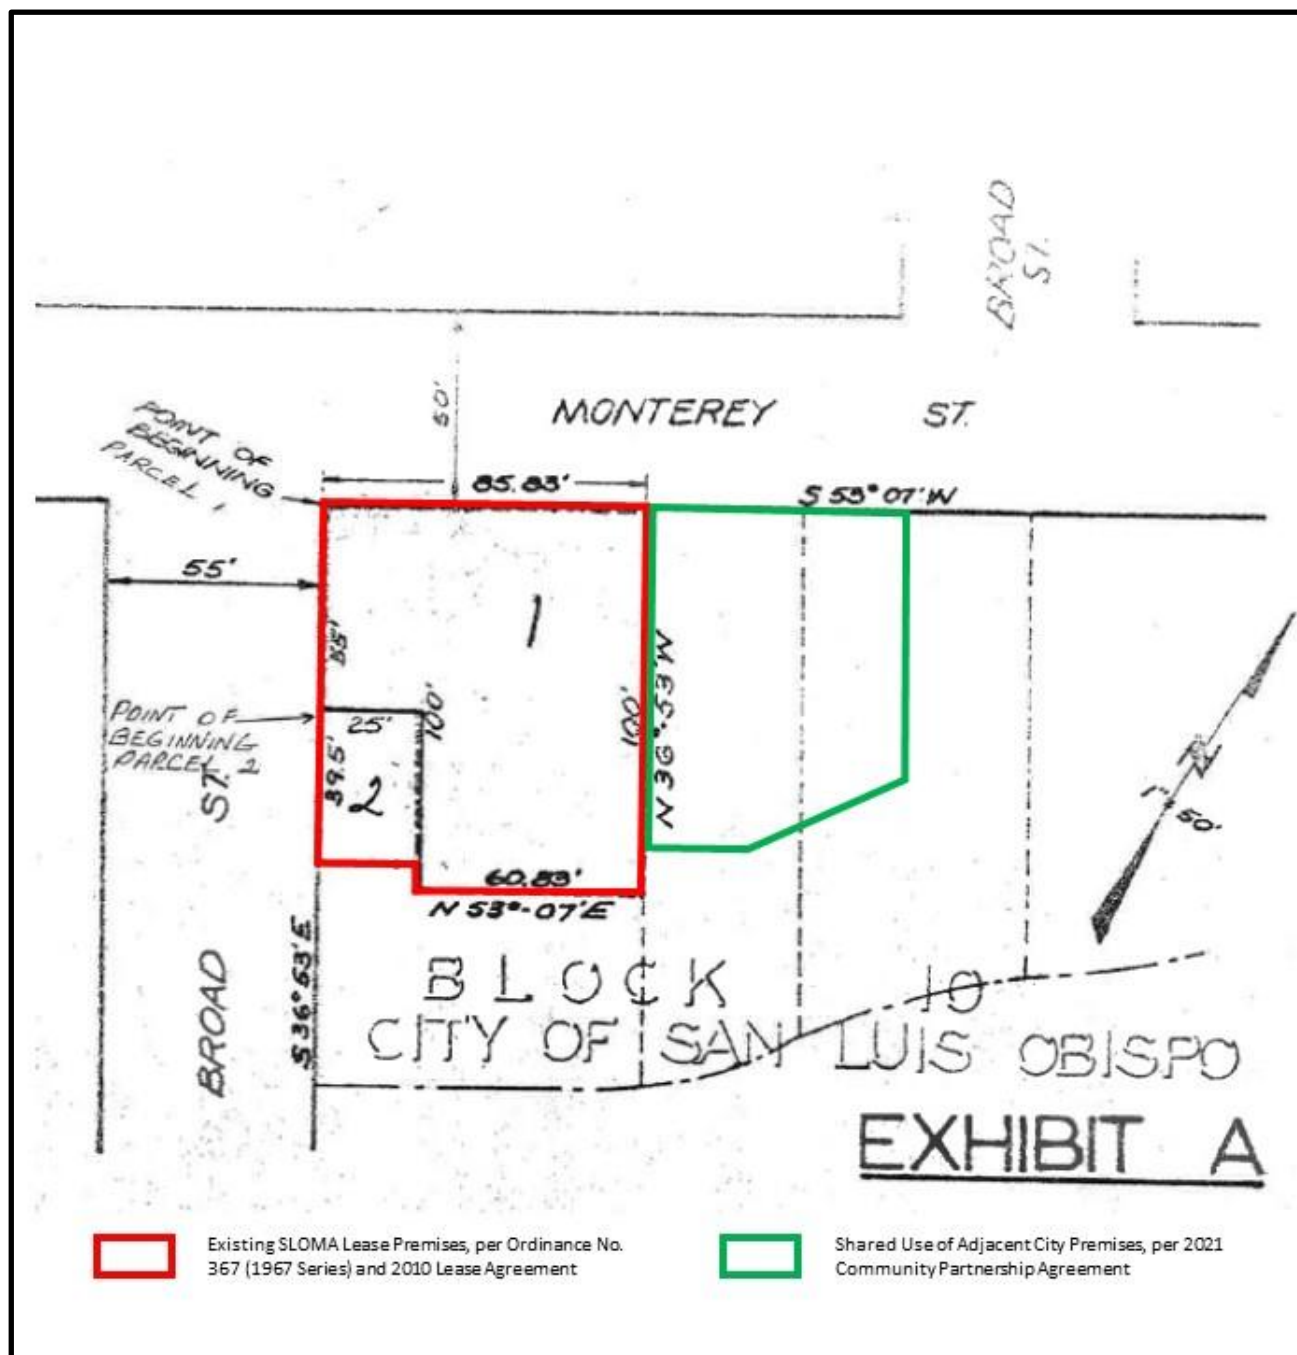 BROAD
ST.
50'
MONTEREY ST.
POINT OF
BEGINNING
PARCEL 1
85.83'
S 53° 07' W
55'
1
55'
N 36°-53' W
100'
100'
POINT OF
BEGINNING
PARCEL 2
25'
39.5'
2
ST.
BROAD
60.83'
N 53°-07' E
S 36° 53' E
N
1" = 50'
BLOCK 10
CITY OF SAN LUIS OBISPO
EXHIBIT A
Existing SLOMA Lease Premises, per Ordinance No.
367 (1967 Series) and 2010 Lease Agreement
Shared Use of Adjacent City Premises, per 2021
Community Partnership Agreement